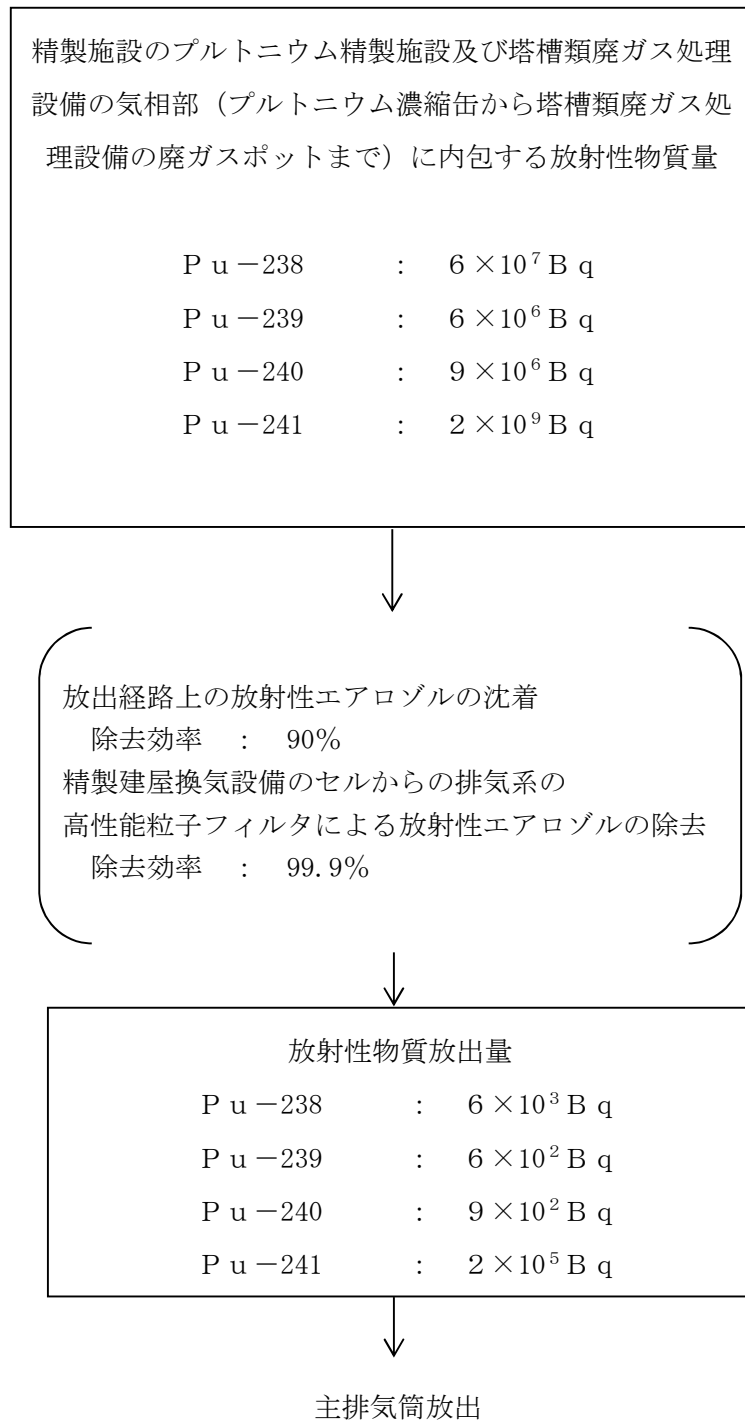 精製施設のプルトニウム精製施設及び塔槽類廃ガス処理
設備の気相部（プルトニウム濃縮缶から塔槽類廃ガス処
理設備の廃ガスポットまで）に内包する放射性物質量
Ｐｕ－238 : ６×10⁷Ｂｑ
Ｐｕ－239 : ６×10⁶Ｂｑ
Ｐｕ－240 : ９×10⁶Ｂｑ
Ｐｕ－241 : ２×10⁹Ｂｑ
放出経路上の放射性エアロゾルの沈着
除去効率 : 90％
精製建屋換気設備のセルからの排気系の
高性能粒子フィルタによる放射性エアロゾルの除去
除去効率 : 99.9％
放射性物質放出量
Ｐｕ－238 : ６×10³Ｂｑ
Ｐｕ－239 : ６×10²Ｂｑ
Ｐｕ－240 : ９×10²Ｂｑ
Ｐｕ－241 : ２×10⁵Ｂｑ
主排気筒放出